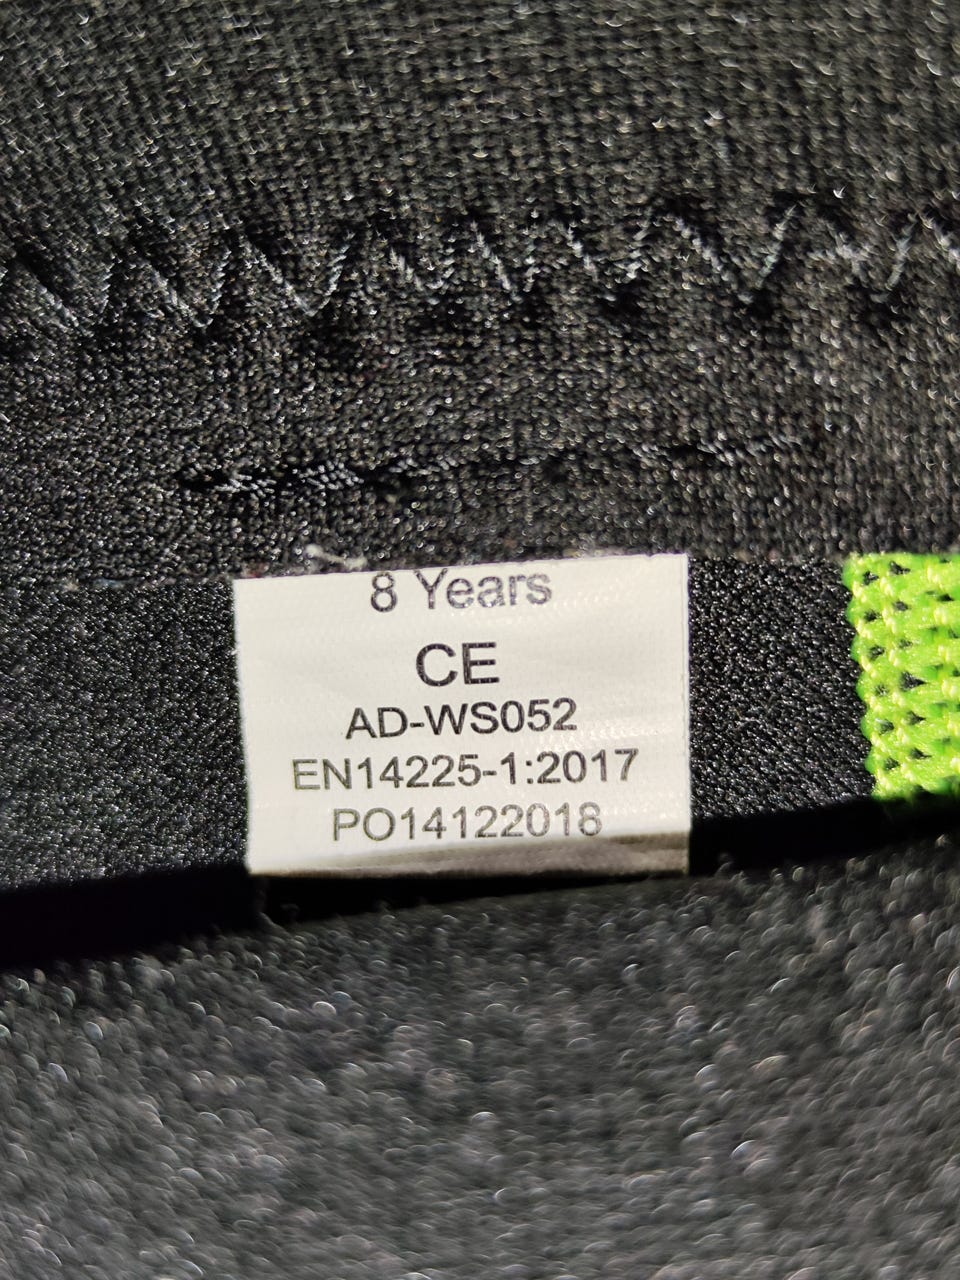 8 Years
CE
AD-WS052
EN14225-1:2017
PO14122018